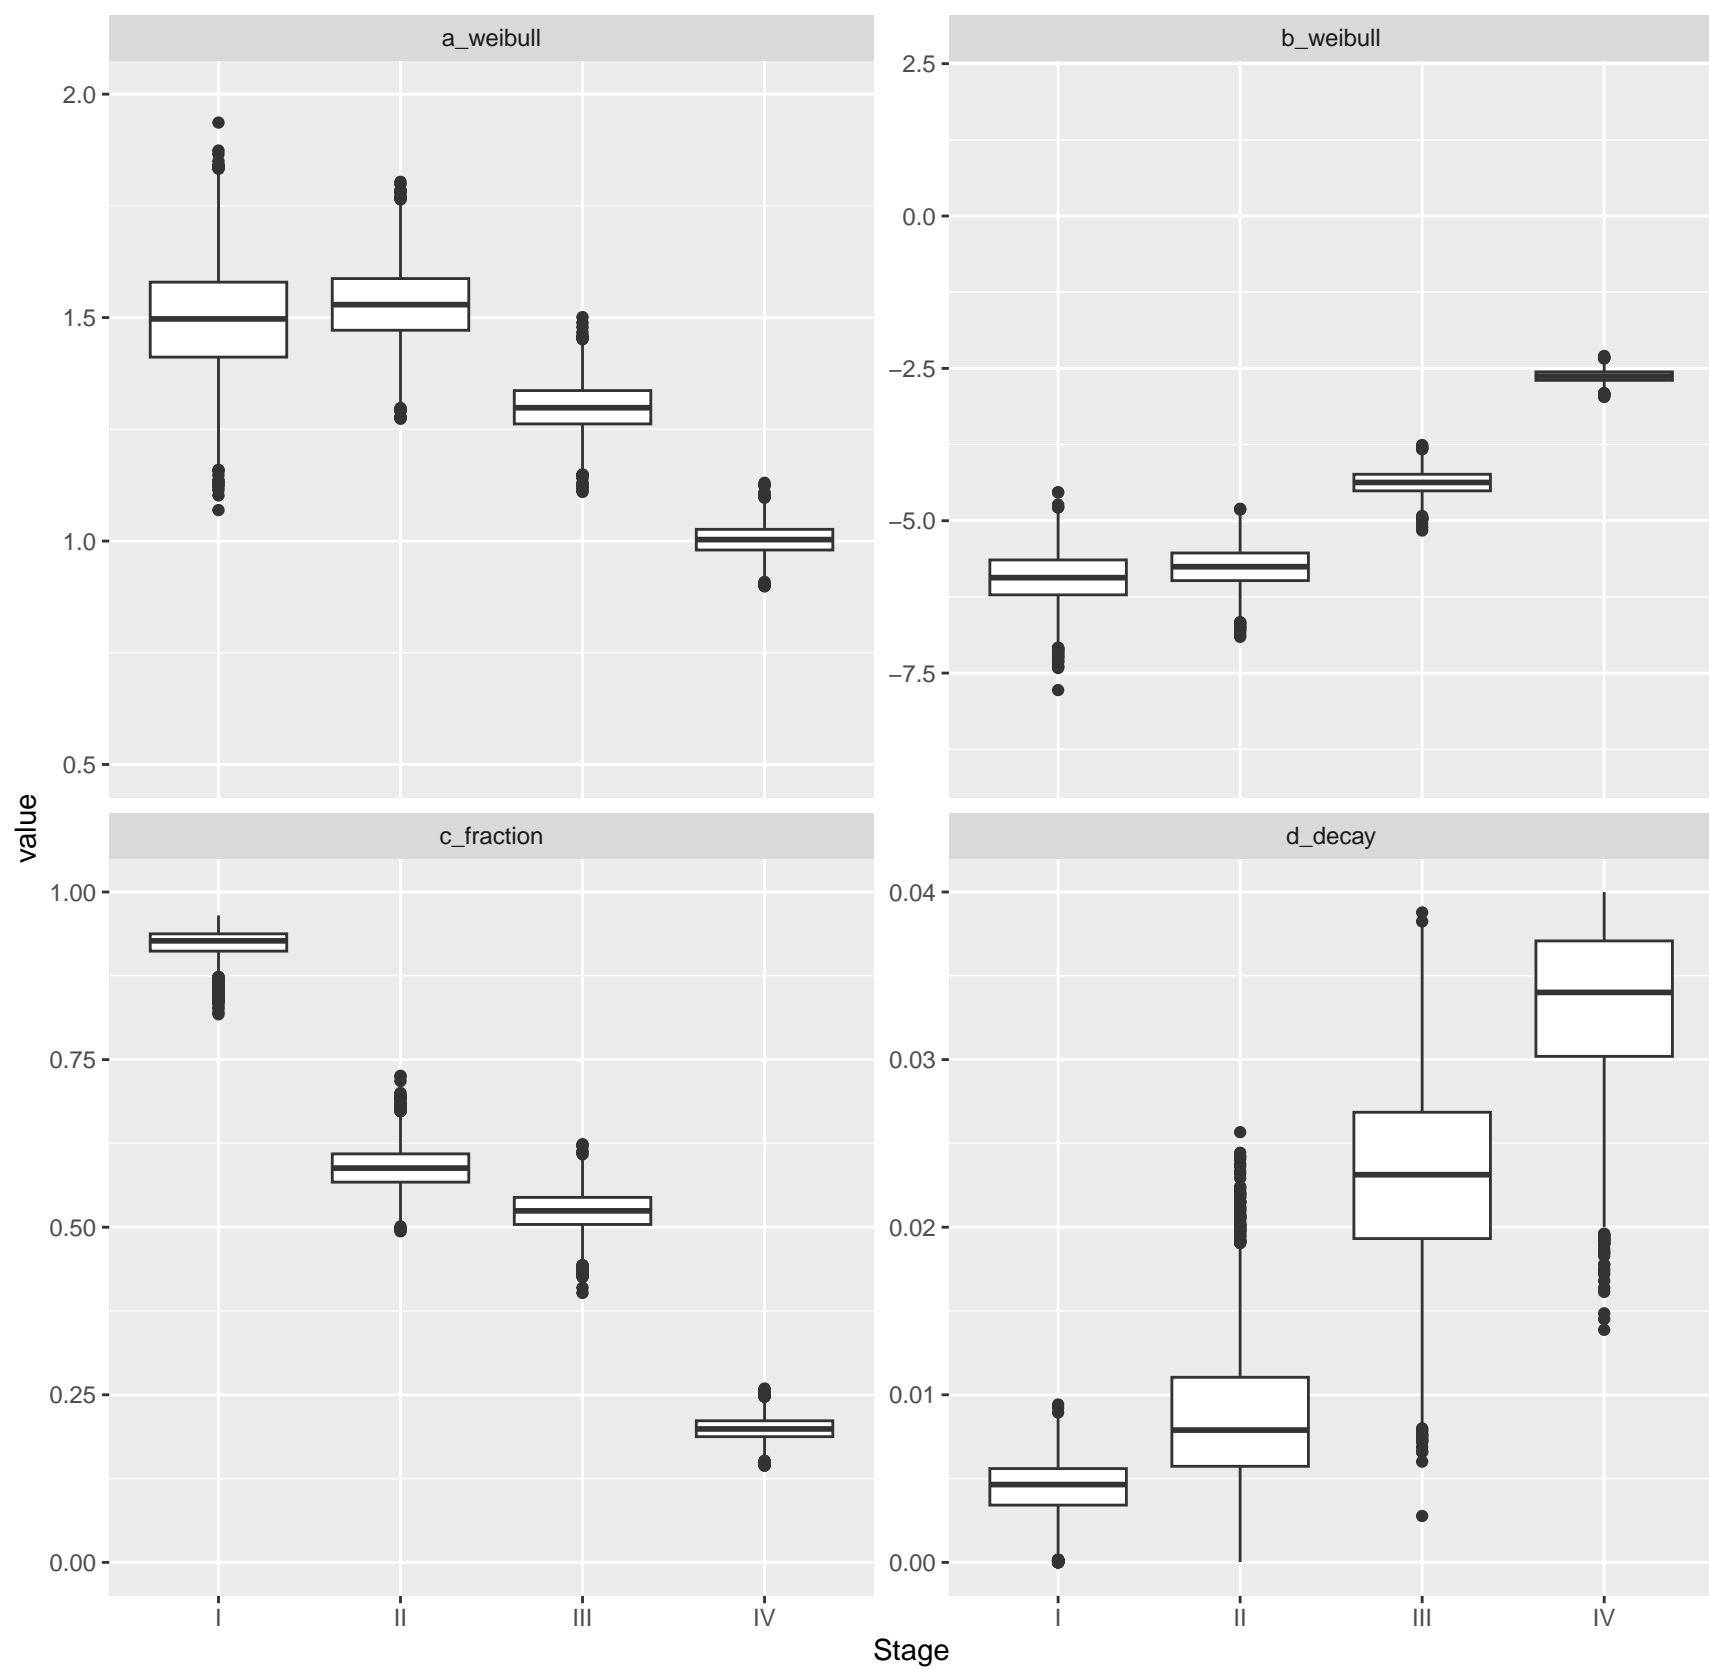 a_weibull
b_weibull
2.0
1.5
1.0
0.5
2.5
0.0
−2.5
−5.0
−7.5
value
c_fraction
d_decay
1.00
0.75
0.50
0.25
0.00
0.04
0.03
0.02
0.01
0.00
I II III IV
I II III IV
Stage